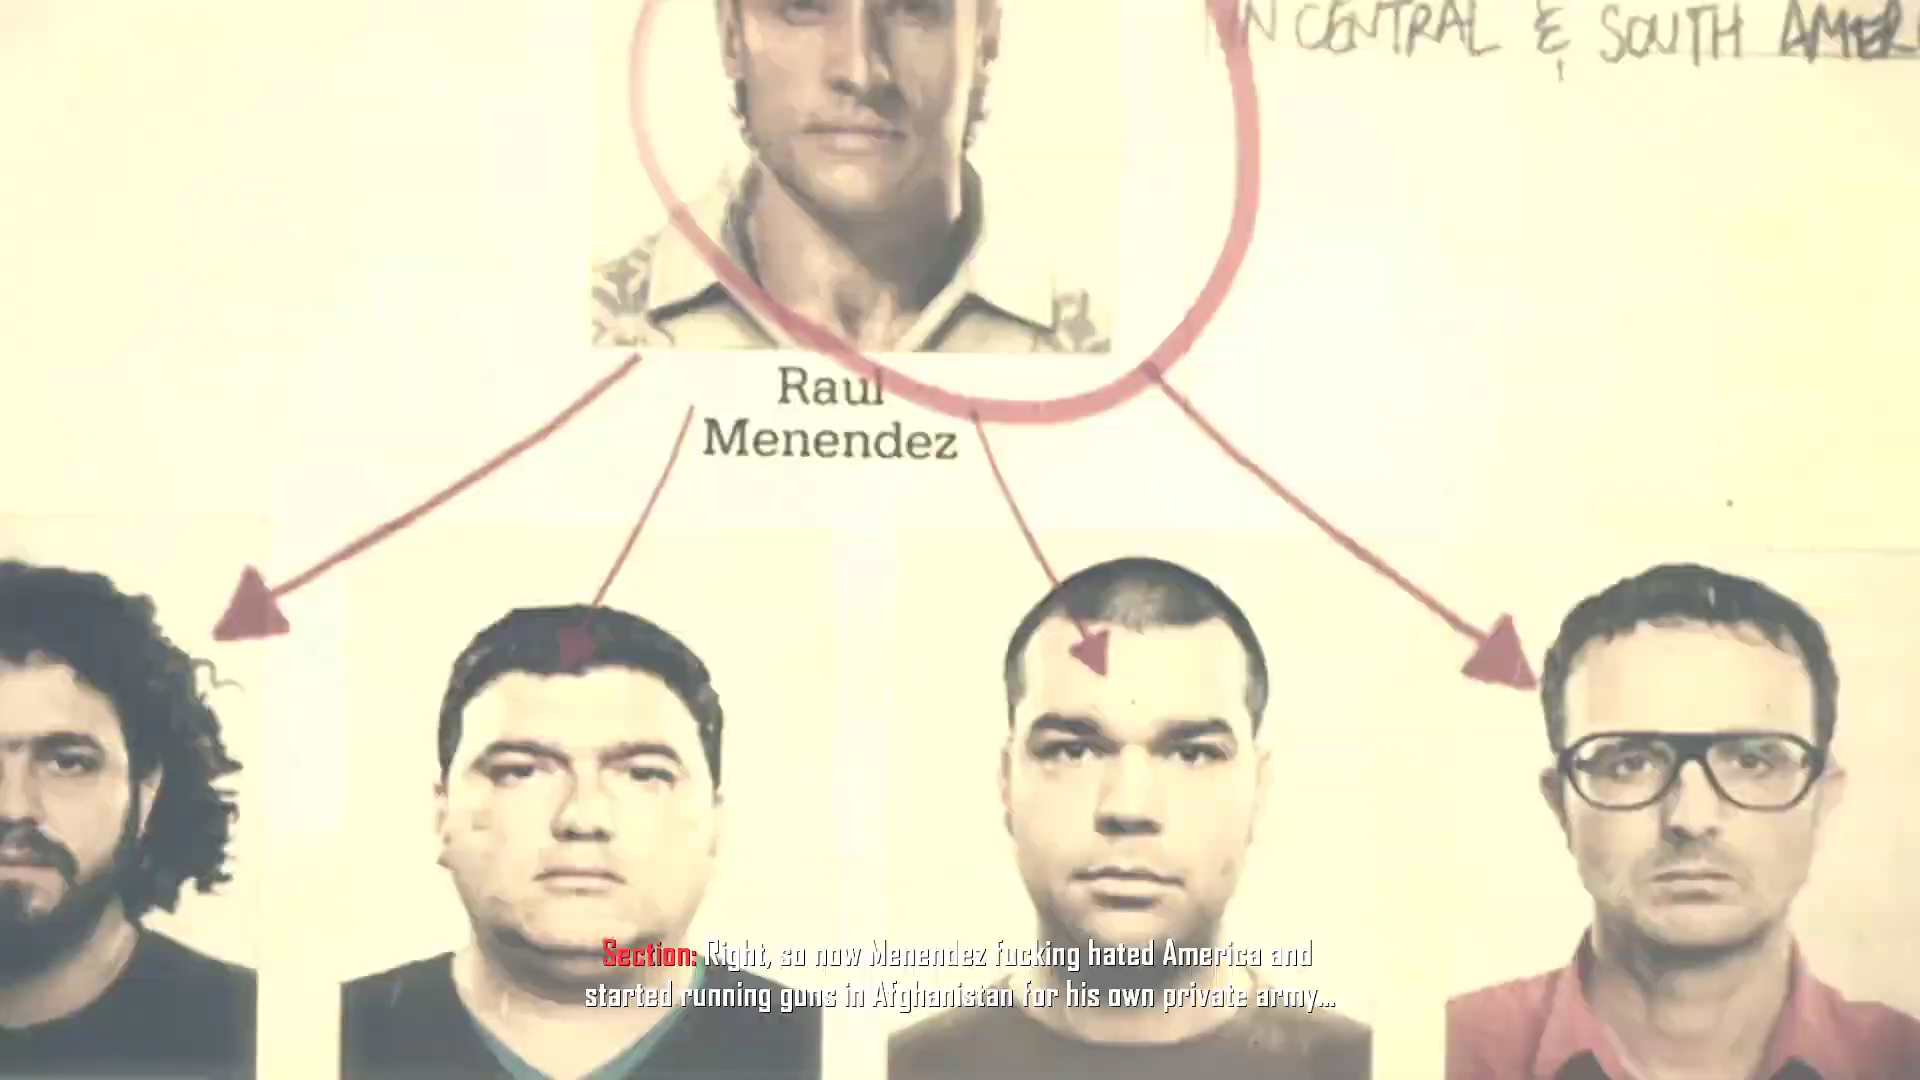 IN CENTRAL & SOUTH AMER
Raul
Menendez
Section: Right, so now Menendez fucking hated America and
started running guns in Afghanistan for his own private army...